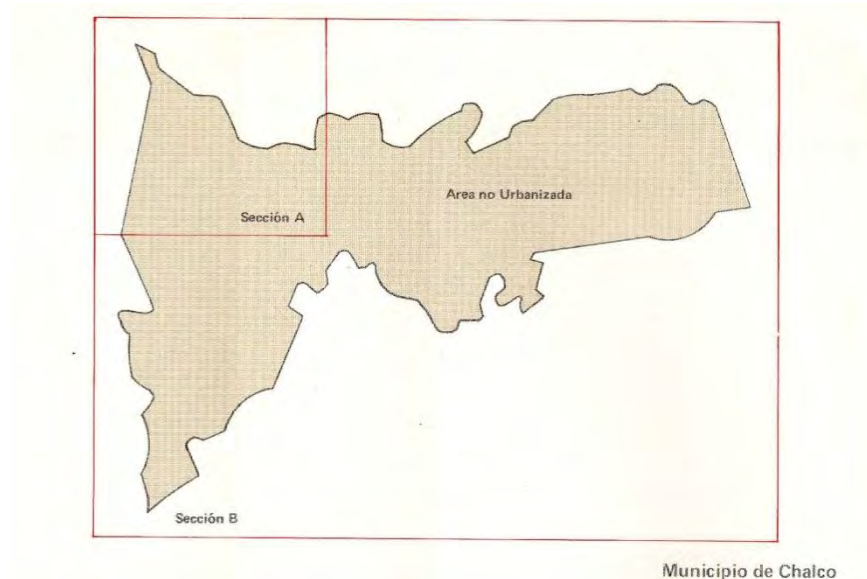 Area no Urbanizada
Sección A
Sección B
Municipio de Chalco